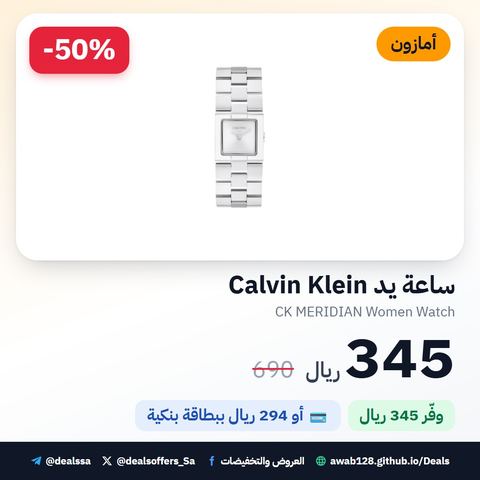 -50%
أمازون
ساعة يد Calvin Klein
CK MERIDIAN Women Watch
345 ريال 690
وفّر 345 ريال
💳 أو 294 ريال ببطاقة بنكية
@dealssa @dealsoffers_Sa العروض والتخفيضات awab128.github.io/Deals